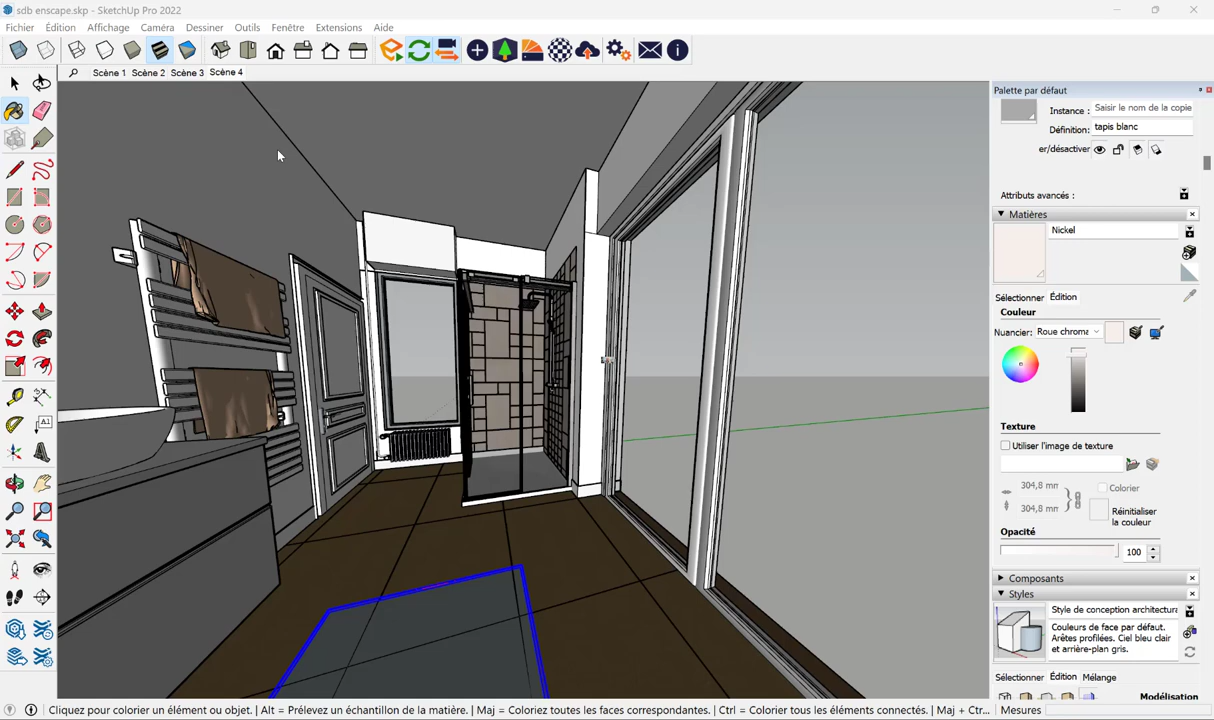 sdb enscape.skp - SketchUp Pro 2022
Fichier Édition Affichage Caméra Dessiner Outils Fenêtre Extensions Aide
Scène 1 Scène 2 Scène 3 Scène 4
A1
Palette par défaut
Instance : Saisir le nom de la copie
Définition: tapis blanc
er/désactiver
Attributs avancés :
Matières
Nickel
Sélectionner Édition
Couleur
Nuancier: Roue chroma
Texture
Utiliser l'image de texture
304,8 mm
Colorier
304,8 mm
Réinitialiser
la couleur
Opacité
100
Composants
Styles
Style de conception architectura
Couleurs de face par défaut.
Arêtes profilées. Ciel bleu clair
et arrière-plan gris.
Sélectionner Édition Mélange
Modélisation
Cliquez pour colorier un élément ou objet. | Alt = Prélevez un échantillon de la matière. | Maj = Coloriez toutes les faces correspondantes. | Ctrl = Colorier tous les éléments connectés. | Maj + Ctr... Mesures